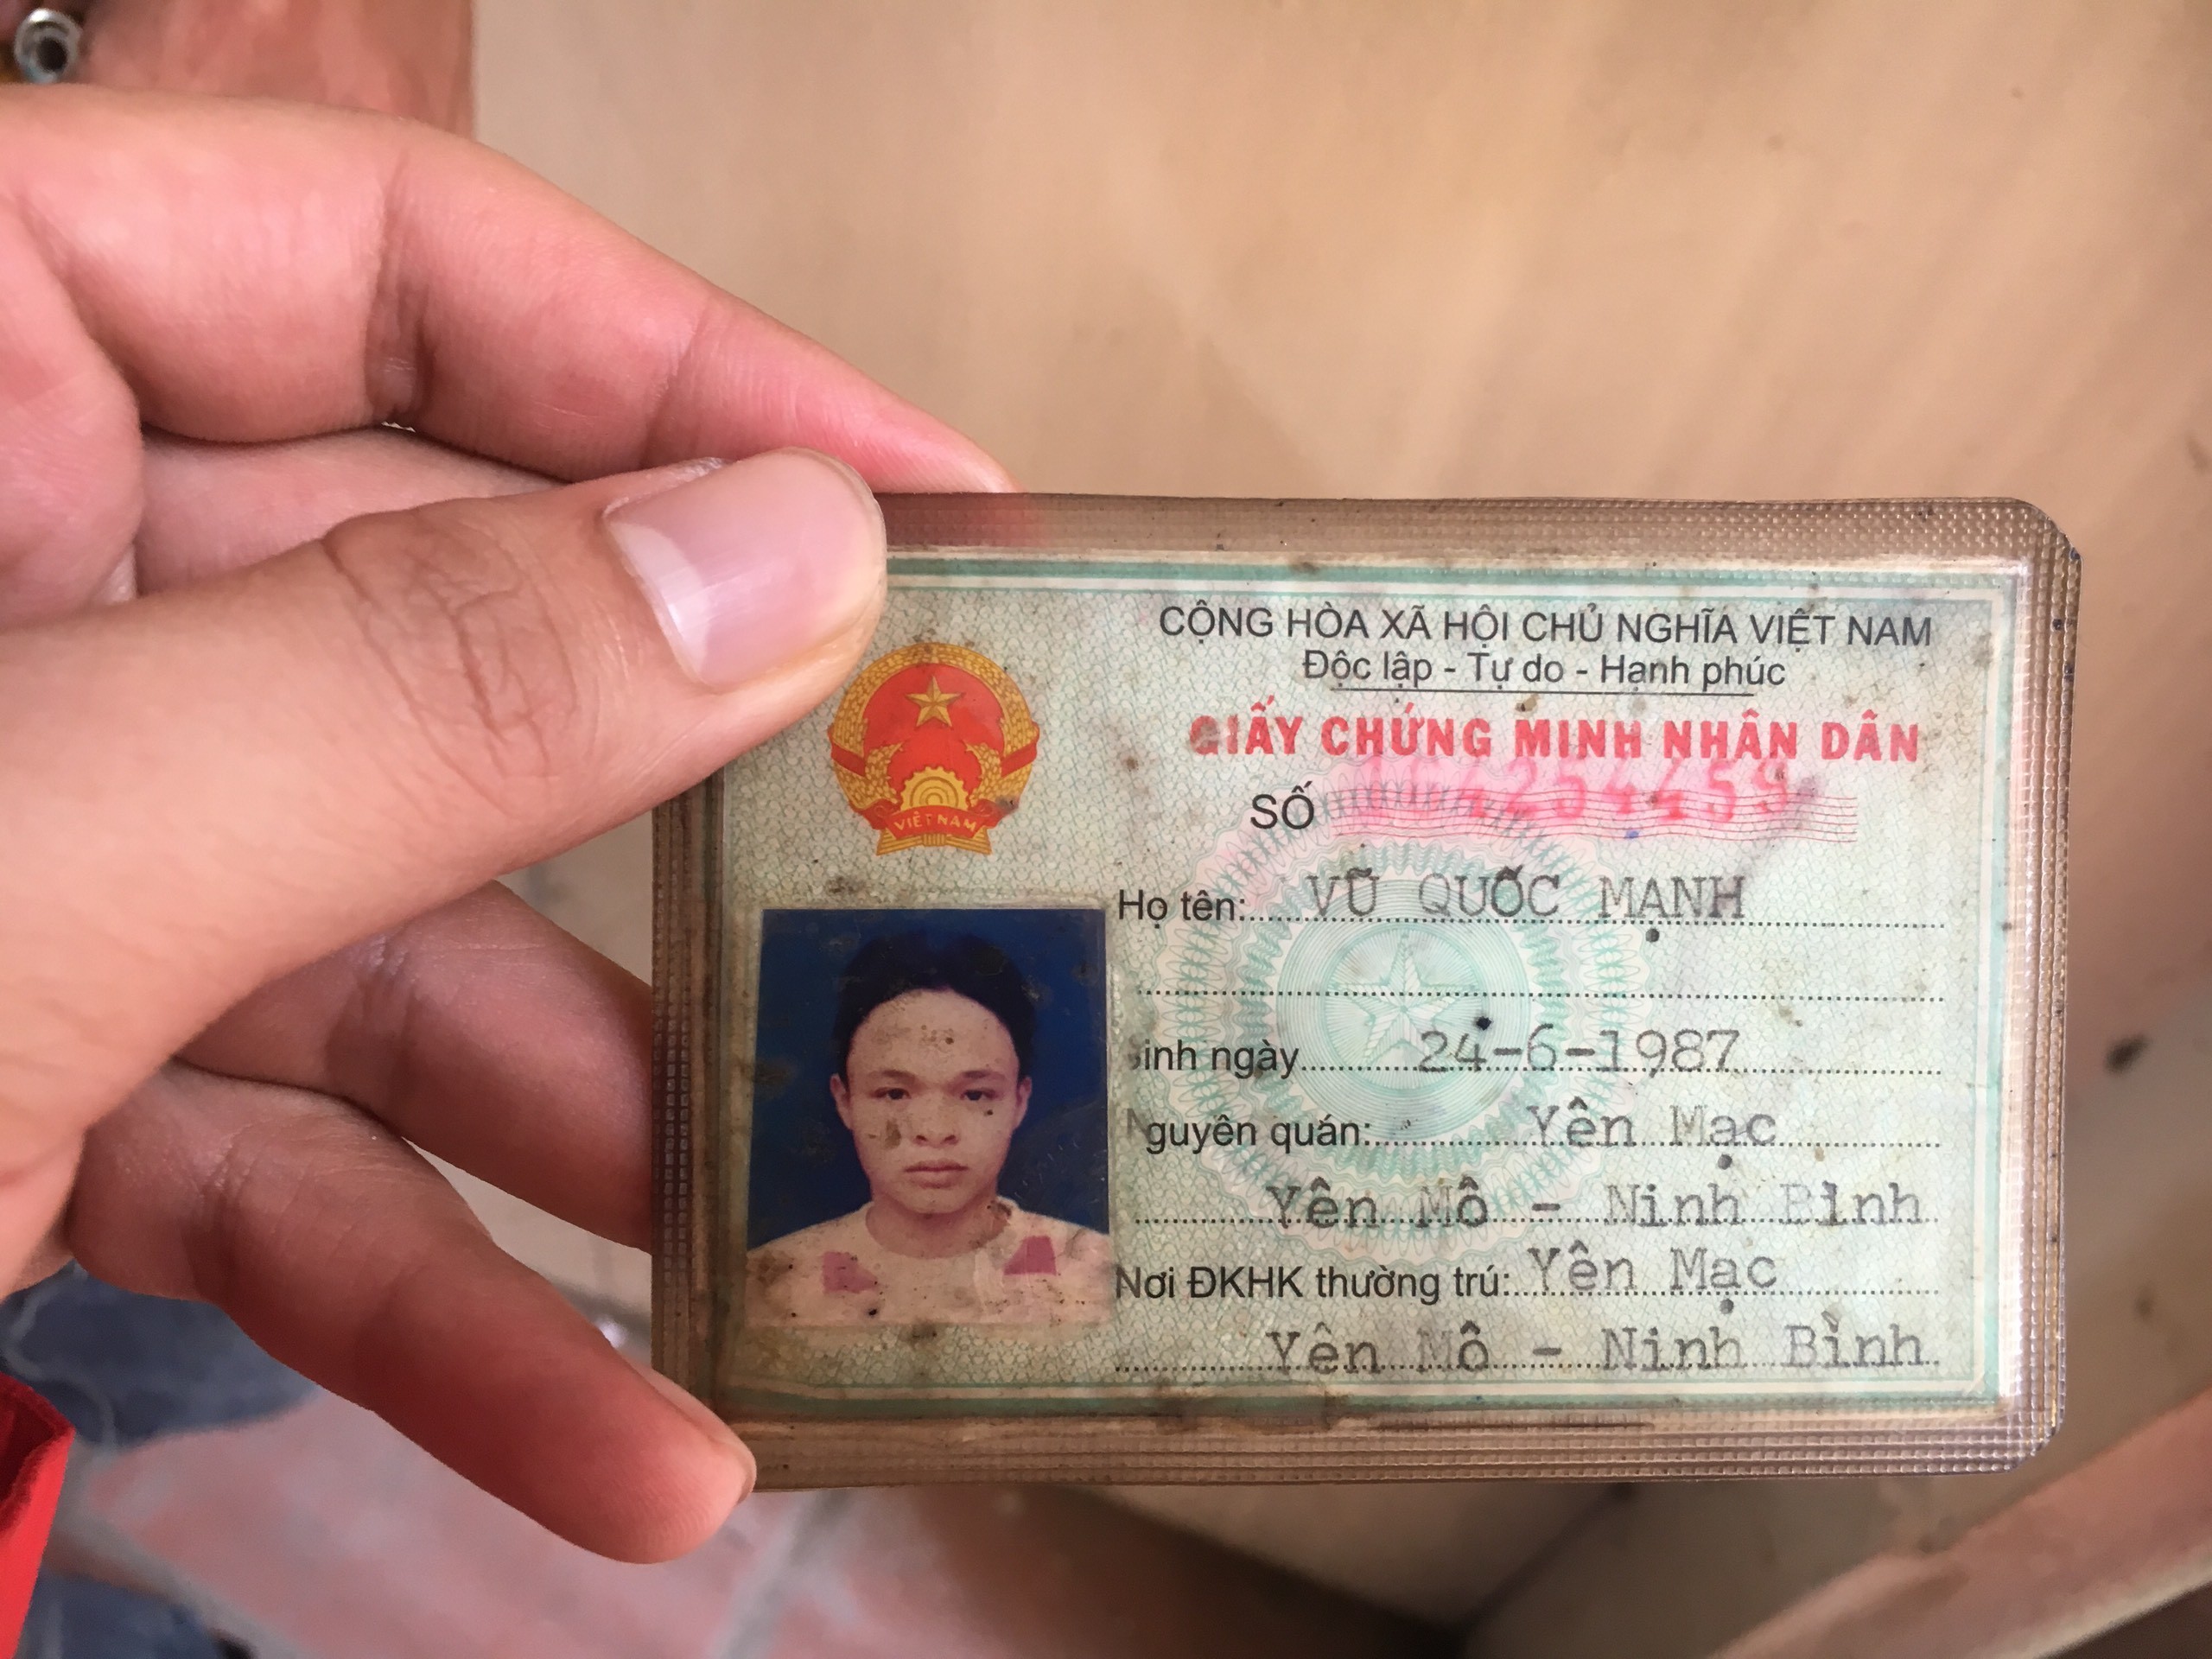 CỘNG HÒA XÃ HỘI CHỦ NGHĨA VIỆT NAM
Độc lập - Tự do - Hạnh phúc
GIẤY CHỨNG MINH NHÂN DÂN
SỐ
VIỆT NAM
Họ tên: VŨ QUỐC MẠNH
inh ngày 24-6-1987
Nguyên quán: Yên Mạc
Yên Mô - Ninh Bình
Nơi ĐKHK thường trú: Yên Mạc
Yên Mô - Ninh Bình